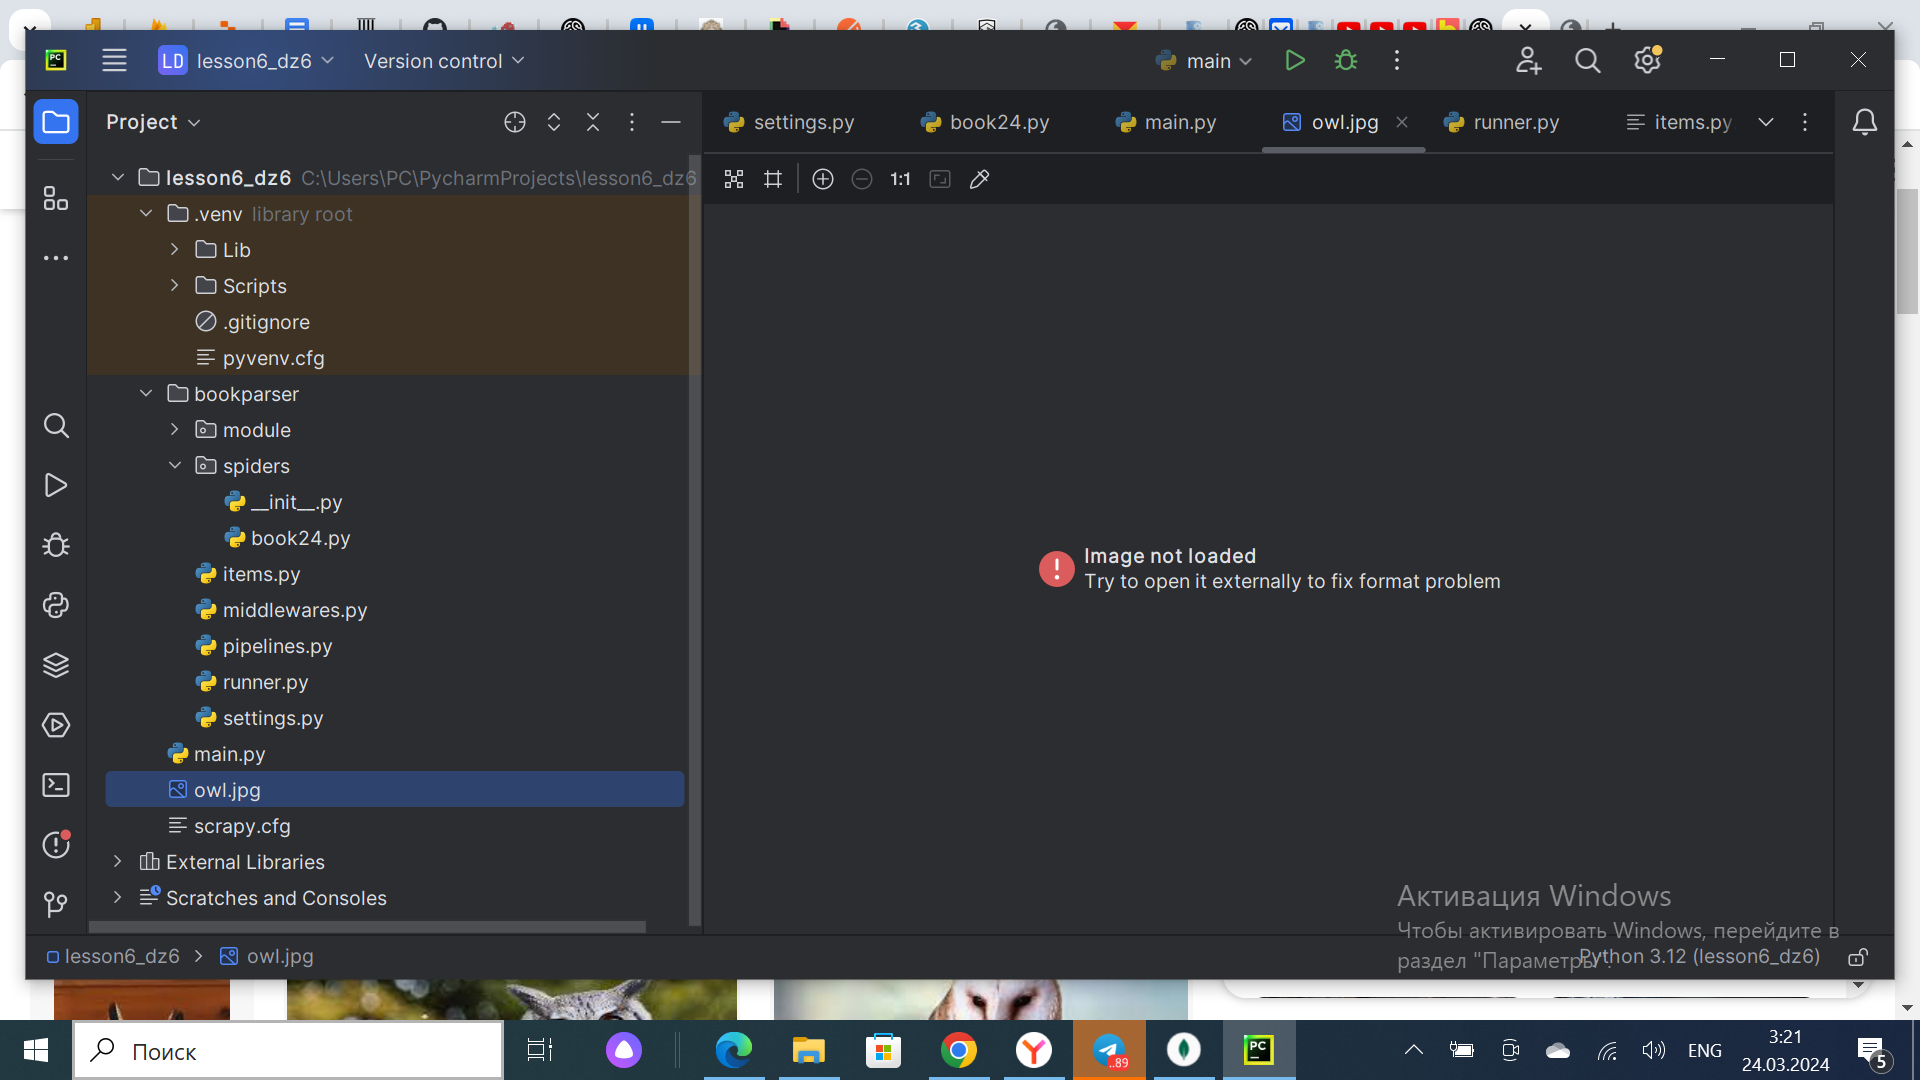 LD lesson6_dz6 Version control main
Project
settings.py book24.py main.py owl.jpg runner.py items.py
lesson6_dz6 C:\Users\PC\PycharmProjects\lesson6_dz6
1:1
.venv library root
Lib
Scripts
.gitignore
pyvenv.cfg
bookparser
module
spiders
__init__.py
book24.py
items.py
middlewares.py
pipelines.py
runner.py
settings.py
main.py
owl.jpg
scrapy.cfg
External Libraries
Scratches and Consoles
Image not loaded
Try to open it externally to fix format problem
Активация Windows
Чтобы активировать Windows, перейдите в
раздел "Параметры".
lesson6_dz6 owl.jpg Python 3.12 (lesson6_dz6)
Поиск
PC
..89
ENG
3:21
24.03.2024
5